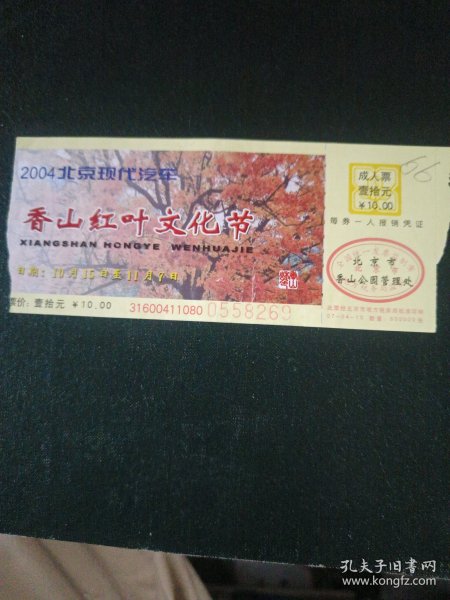 2004北京现代汽车
香山红叶文化节
XIANGSHAN HONGYE WENHUAJIE
日期：10月16日至11月7日
香山
票价：壹拾元 ￥10.00
31600411080 0558269
成人票
壹拾元
￥10.00
每券一人报销凭证
北京市
香山公园管理处
66
孔夫子旧书网
www.kongfz.com